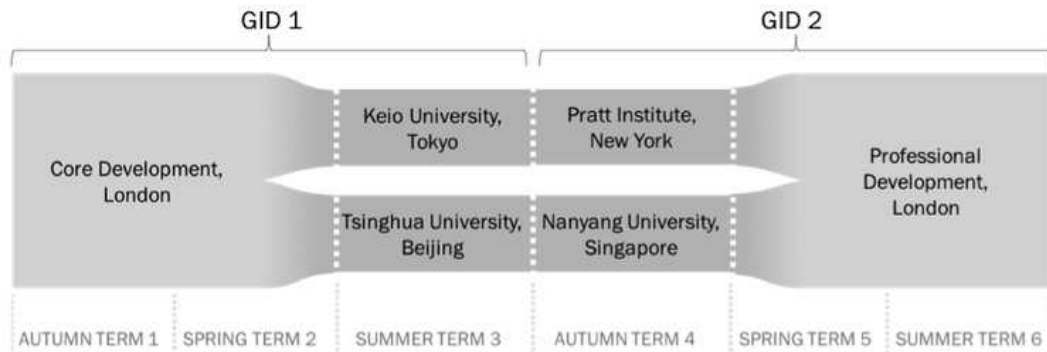 GID 1
GID 2
Core Development,
London
Keio University,
Tokyo
Tsinghua University,
Beijing
Pratt Institute,
New York
Nanyang University,
Singapore
Professional
Development,
London
AUTUMN TERM 1
SPRING TERM 2
SUMMER TERM 3
AUTUMN TERM 4
SPRING TERM 5
SUMMER TERM 6